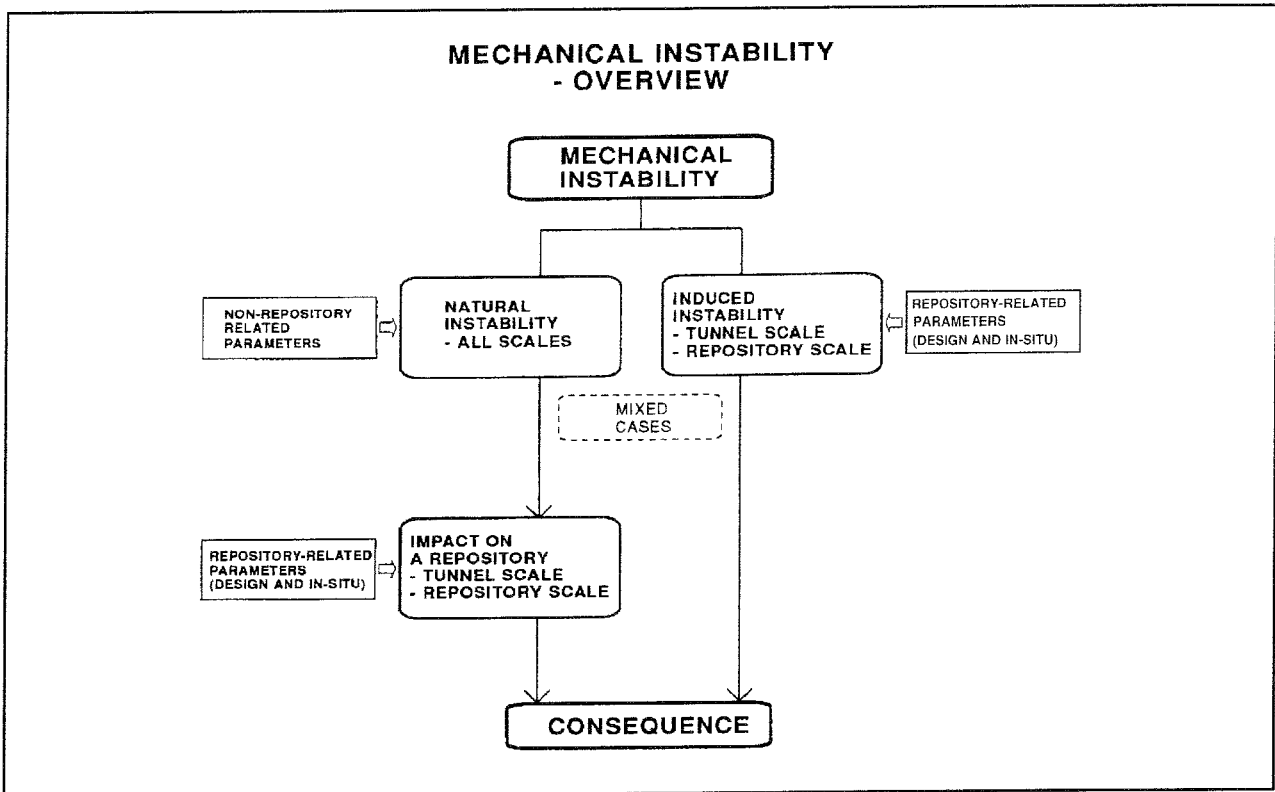 MECHANICAL INSTABILITY
- OVERVIEW
MECHANICAL
INSTABILITY
NON-REPOSITORY
RELATED
PARAMETERS
NATURAL
INSTABILITY
- ALL SCALES
INDUCED
INSTABILITY
- TUNNEL SCALE
- REPOSITORY SCALE
REPOSITORY-RELATED
PARAMETERS
(DESIGN AND IN-SITU)
MIXED
CASES
REPOSITORY-RELATED
PARAMETERS
(DESIGN AND IN-SITU)
IMPACT ON
A REPOSITORY
- TUNNEL SCALE
- REPOSITORY SCALE
CONSEQUENCE